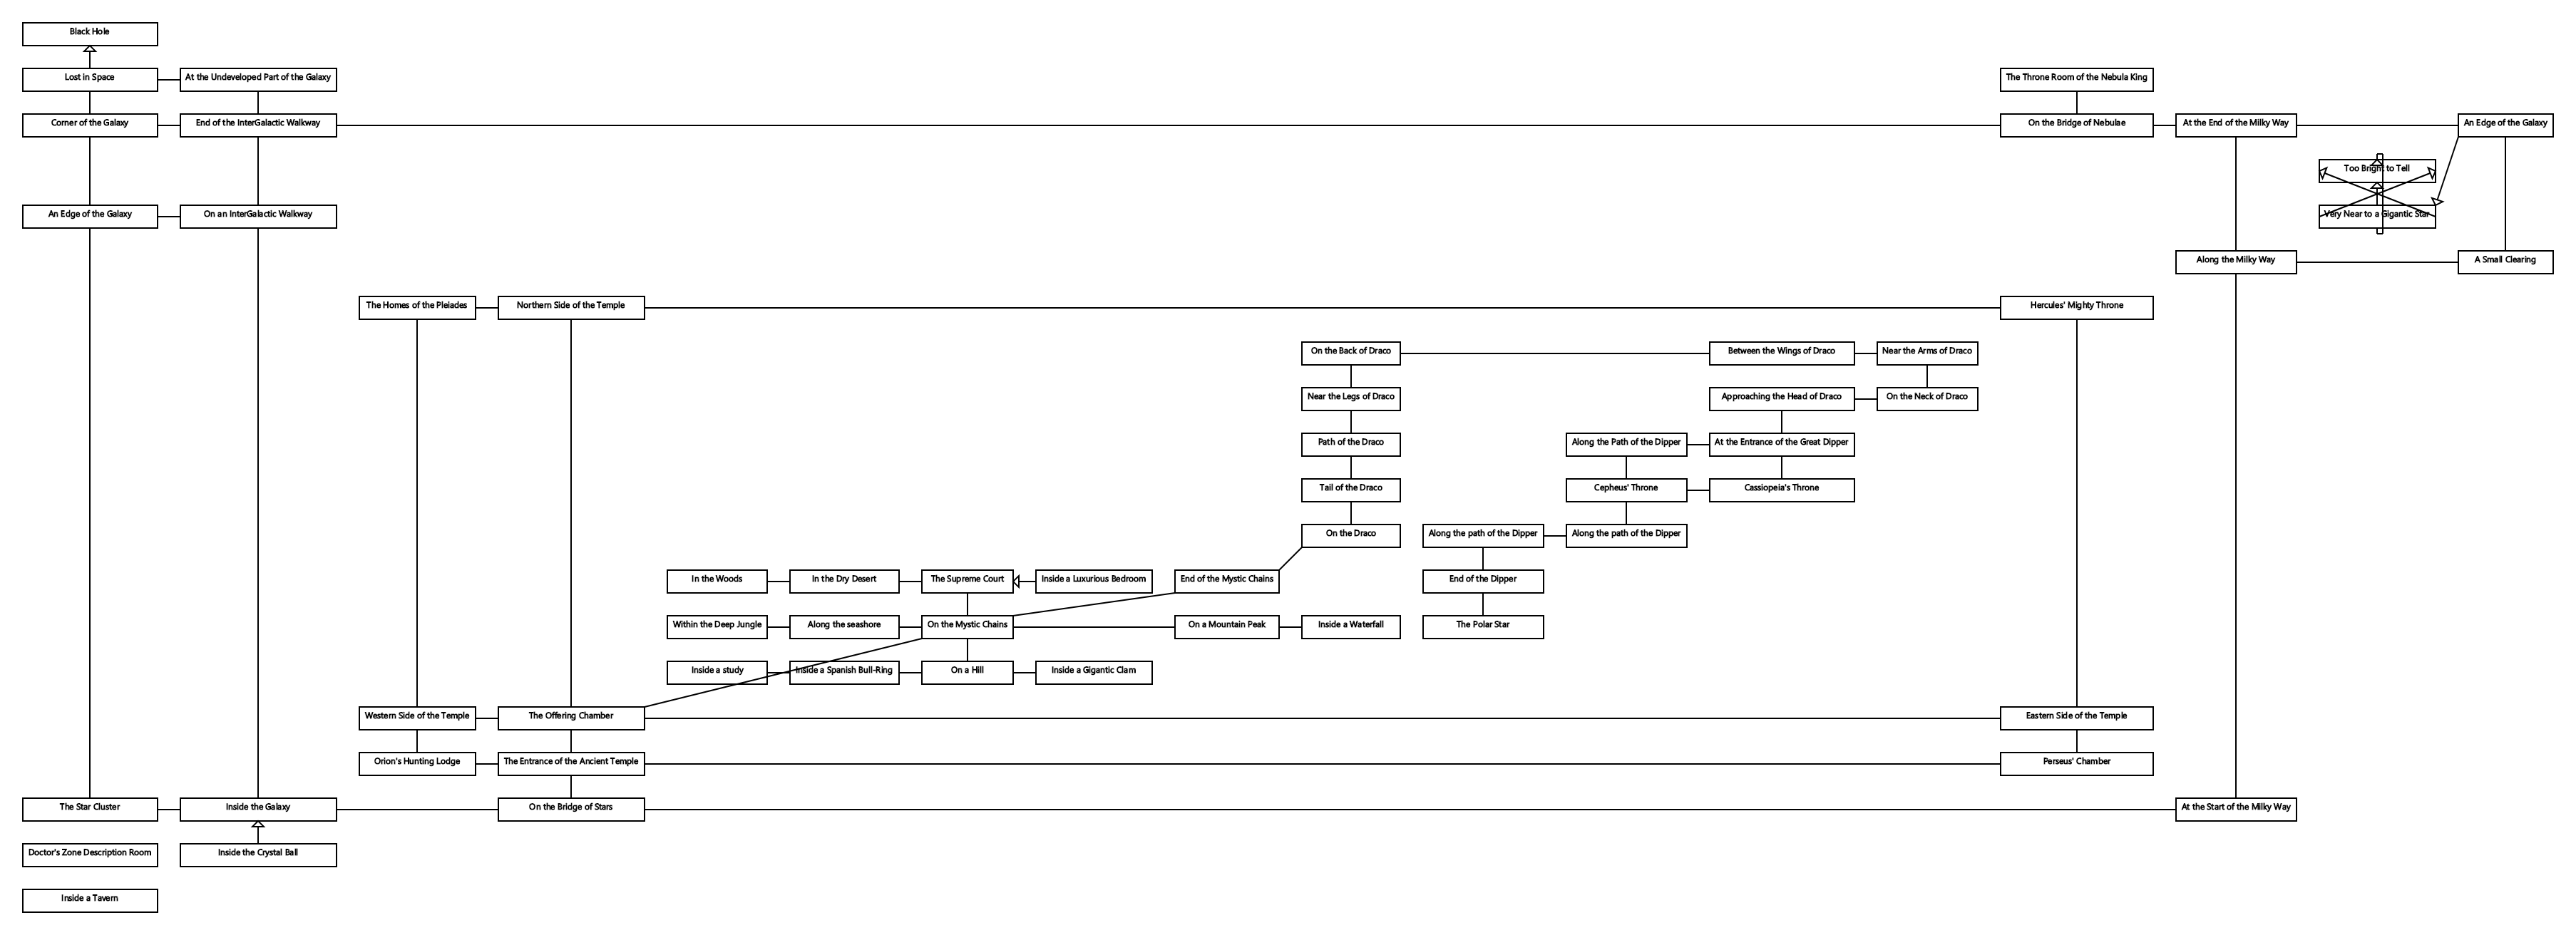 Black Hole
Lost in Space
At the Undeveloped Part of the Galaxy
The Throne Room of the Nebula King
Corner of the Galaxy
End of the InterGalactic Walkway
On the Bridge of Nebulae
At the End of the Milky Way
An Edge of the Galaxy
Too Bright to Tell
An Edge of the Galaxy
On an InterGalactic Walkway
Very Near to a Gigantic Star
Along the Milky Way
A Small Clearing
The Homes of the Pleiades
Northern Side of the Temple
Hercules' Mighty Throne
On the Back of Draco
Between the Wings of Draco
Near the Arms of Draco
Near the Legs of Draco
Approaching the Head of Draco
On the Neck of Draco
Path of the Draco
Along the Path of the Dipper
At the Entrance of the Great Dipper
Tail of the Draco
Cepheus' Throne
Cassiopeia's Throne
On the Draco
Along the path of the Dipper
Along the path of the Dipper
In the Woods
In the Dry Desert
The Supreme Court
Inside a Luxurious Bedroom
End of the Mystic Chains
End of the Dipper
Within the Deep Jungle
Along the seashore
On the Mystic Chains
On a Mountain Peak
Inside a Waterfall
The Polar Star
Inside a study
Inside a Spanish Bull-Ring
On a Hill
Inside a Gigantic Clam
Western Side of the Temple
The Offering Chamber
Eastern Side of the Temple
Orion's Hunting Lodge
The Entrance of the Ancient Temple
Perseus' Chamber
The Star Cluster
Inside the Galaxy
On the Bridge of Stars
At the Start of the Milky Way
Doctor's Zone Description Room
Inside the Crystal Ball
Inside a Tavern